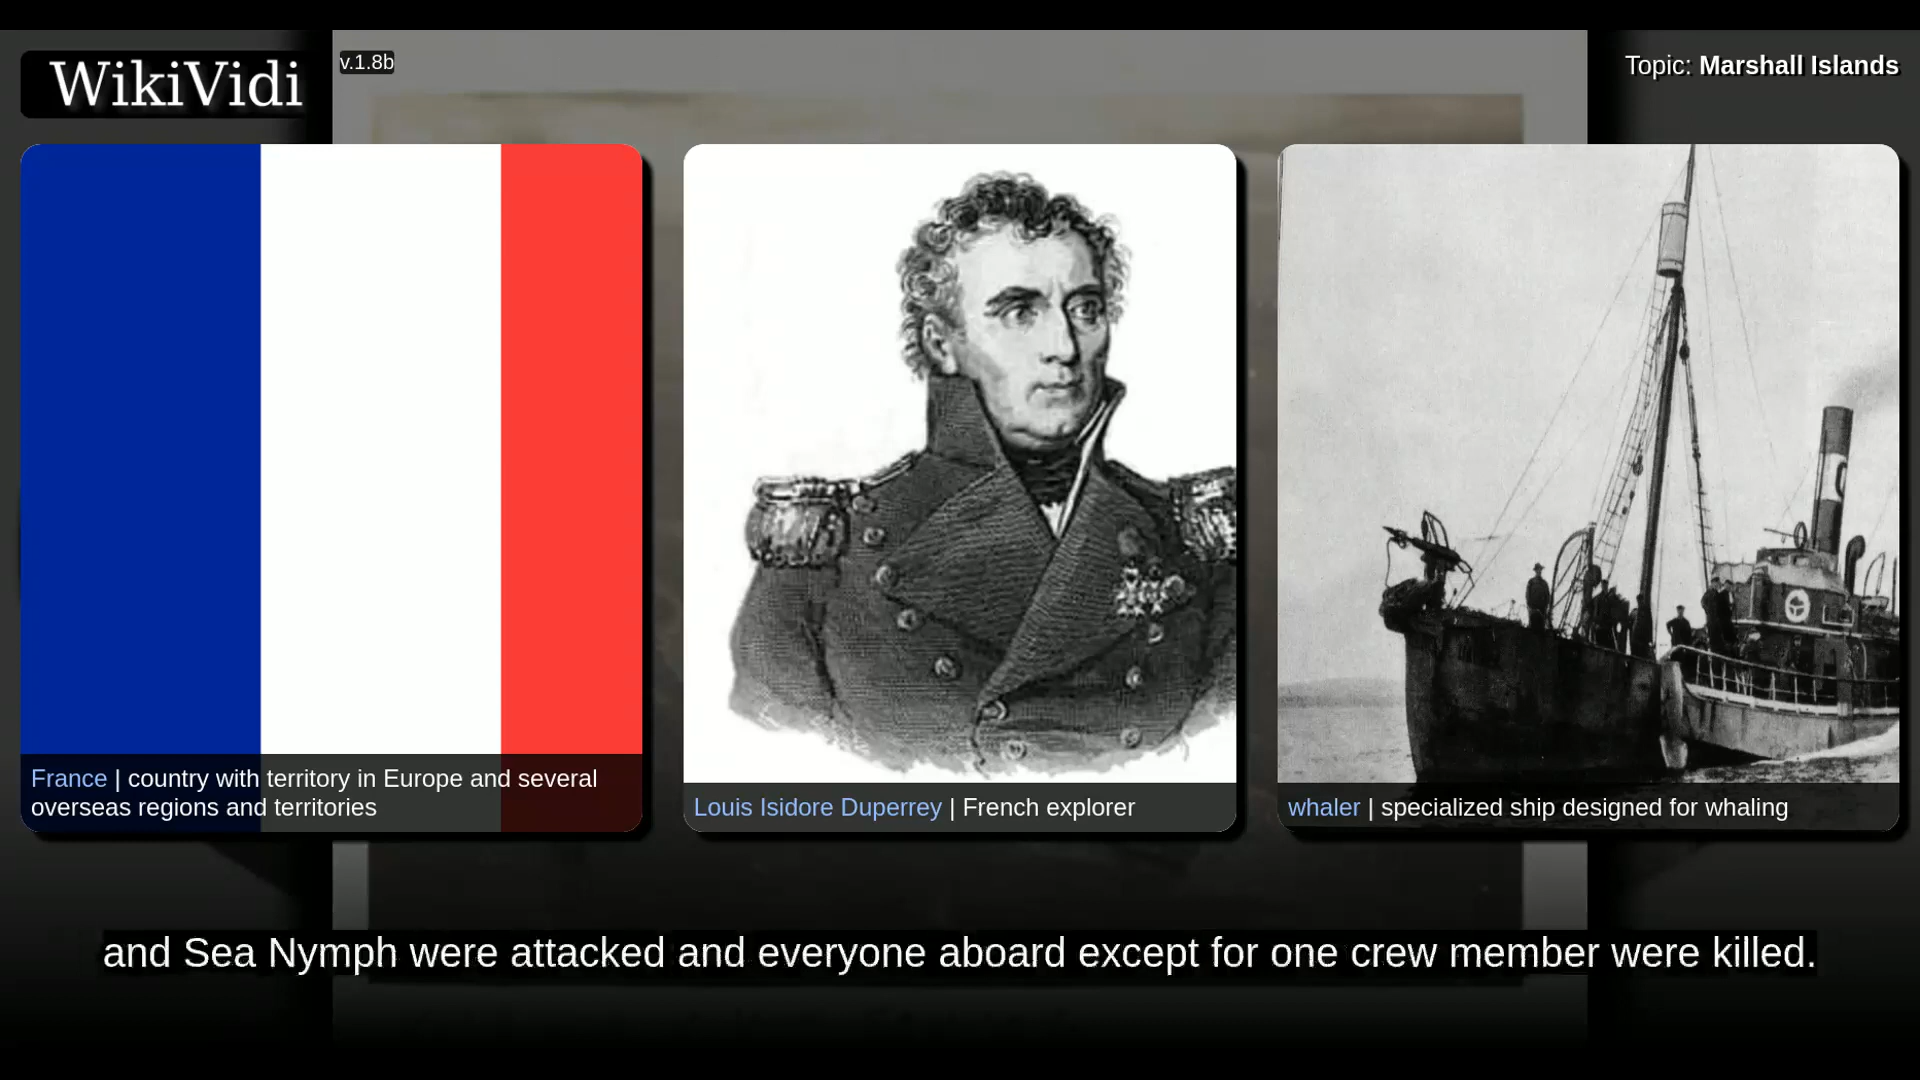 WikiVidi
v.1.8b
Topic: Marshall Islands
France | country with territory in Europe and several
overseas regions and territories
Louis Isidore Duperrey | French explorer
whaler | specialized ship designed for whaling
and Sea Nymph were attacked and everyone aboard except for one crew member were killed.